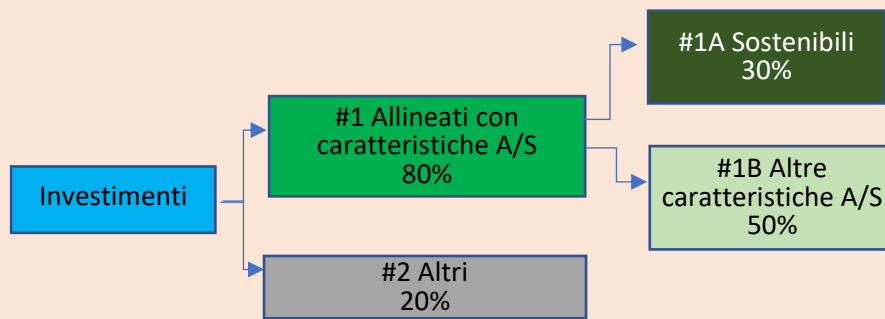 Investimenti
#1 Allineati con
caratteristiche A/S
80%
#2 Altri
20%
#1A Sostenibili
30%
#1B Altre
caratteristiche A/S
50%